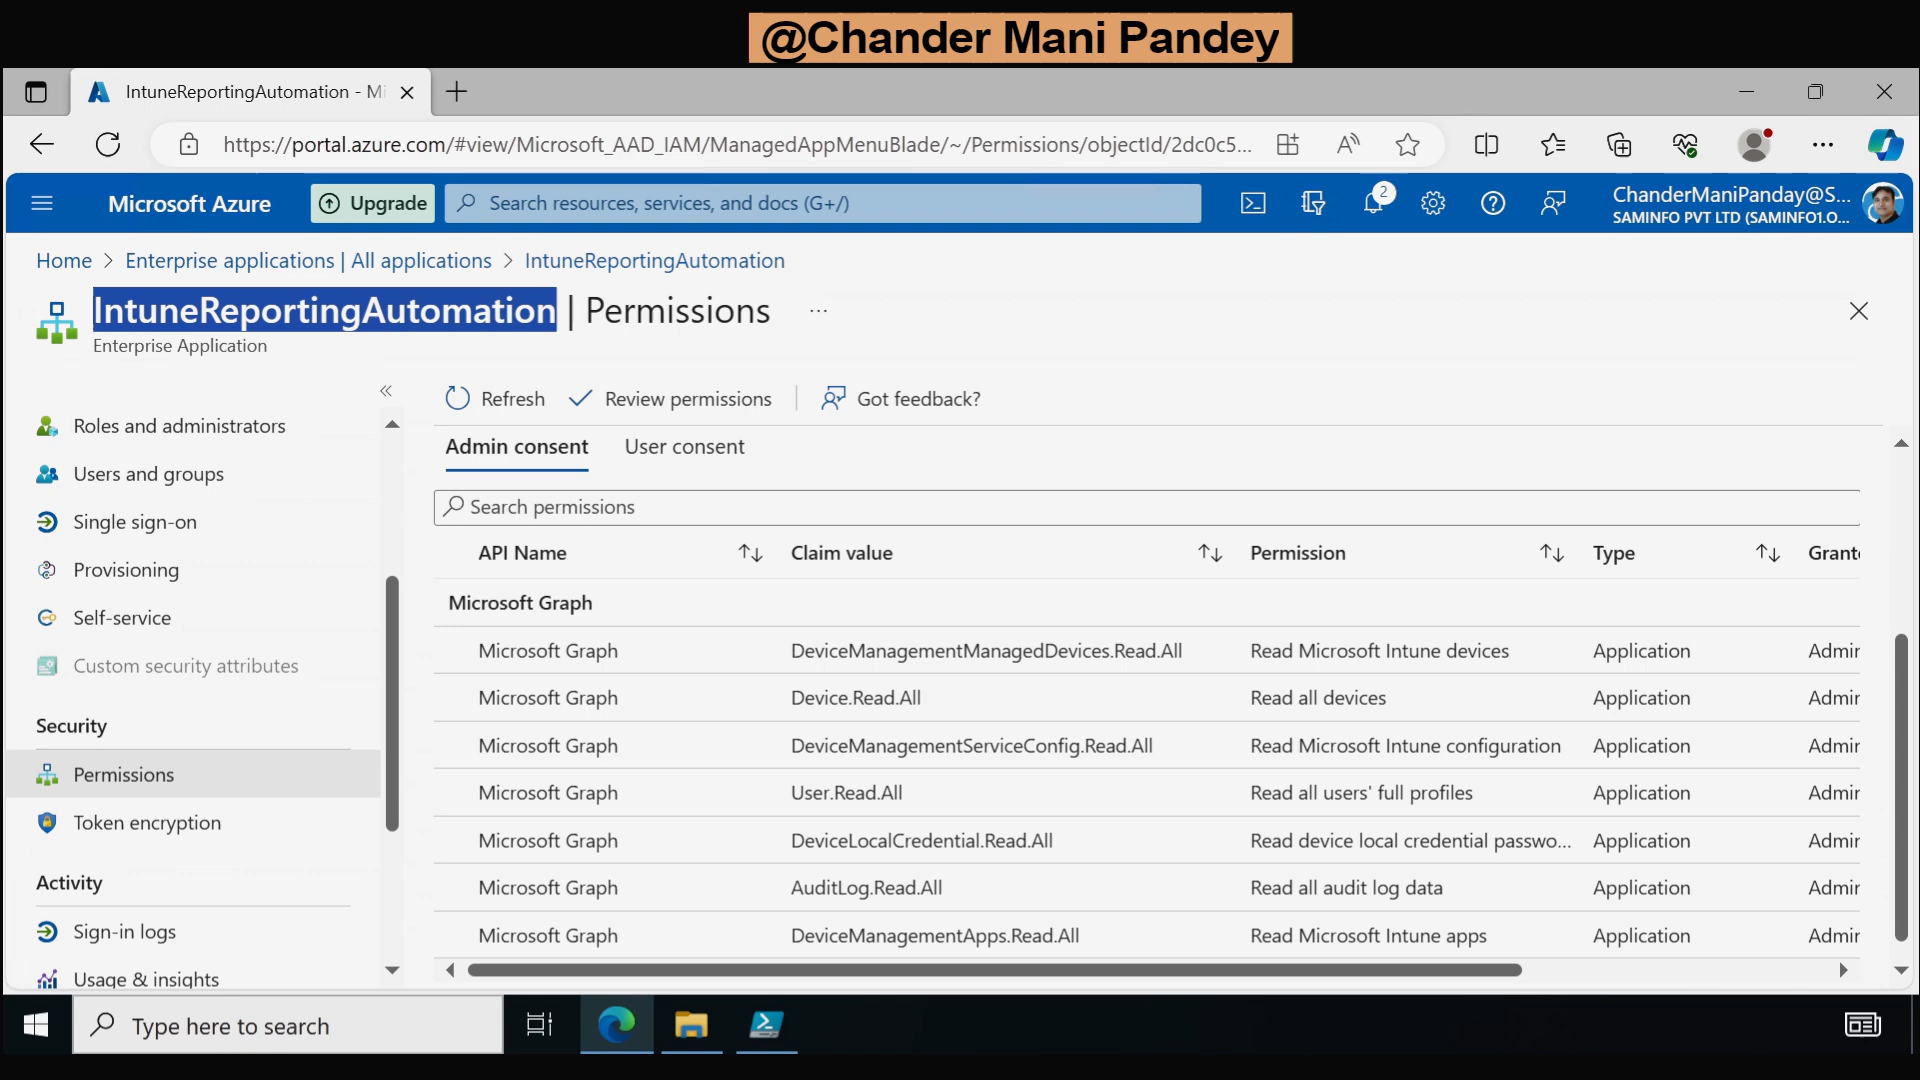 @Chander Mani Pandey
IntuneReportingAutomation - Mi
https://portal.azure.com/#view/Microsoft_AAD_IAM/ManagedAppMenuBlade/~/Permissions/objectId/2dc0c5...
Microsoft Azure
Upgrade
Search resources, services, and docs (G+/)
2
ChanderManiPanday@S...
SAMINFO PVT LTD (SAMINFO1.O...
Home > Enterprise applications | All applications > IntuneReportingAutomation
IntuneReportingAutomation | Permissions ...
Enterprise Application
Roles and administrators
Users and groups
Single sign-on
Provisioning
Self-service
Custom security attributes
Security
Permissions
Token encryption
Activity
Sign-in logs
Usage & insights
Refresh Review permissions Got feedback?
Admin consent User consent
Search permissions
API Name Claim value Permission Type Grante
Microsoft Graph
Microsoft Graph DeviceManagementManagedDevices.Read.All Read Microsoft Intune devices Application Admin
Microsoft Graph Device.Read.All Read all devices Application Admin
Microsoft Graph DeviceManagementServiceConfig.Read.All Read Microsoft Intune configuration Application Admin
Microsoft Graph User.Read.All Read all users' full profiles Application Admin
Microsoft Graph DeviceLocalCredential.Read.All Read device local credential passwo... Application Admin
Microsoft Graph AuditLog.Read.All Read all audit log data Application Admin
Microsoft Graph DeviceManagementApps.Read.All Read Microsoft Intune apps Application Admin
Type here to search